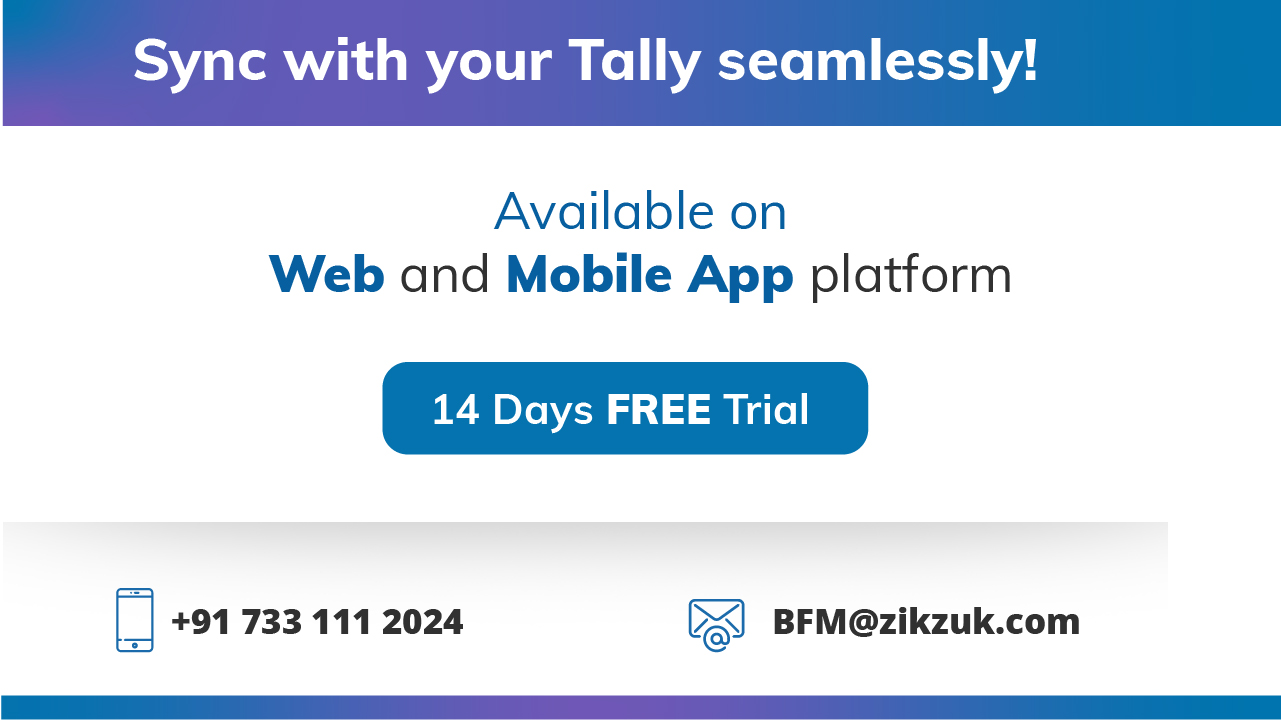 Sync with your Tally seamlessly!
Available on
Web and Mobile App platform
14 Days FREE Trial
+91 733 111 2024
BFM@zikzuk.com